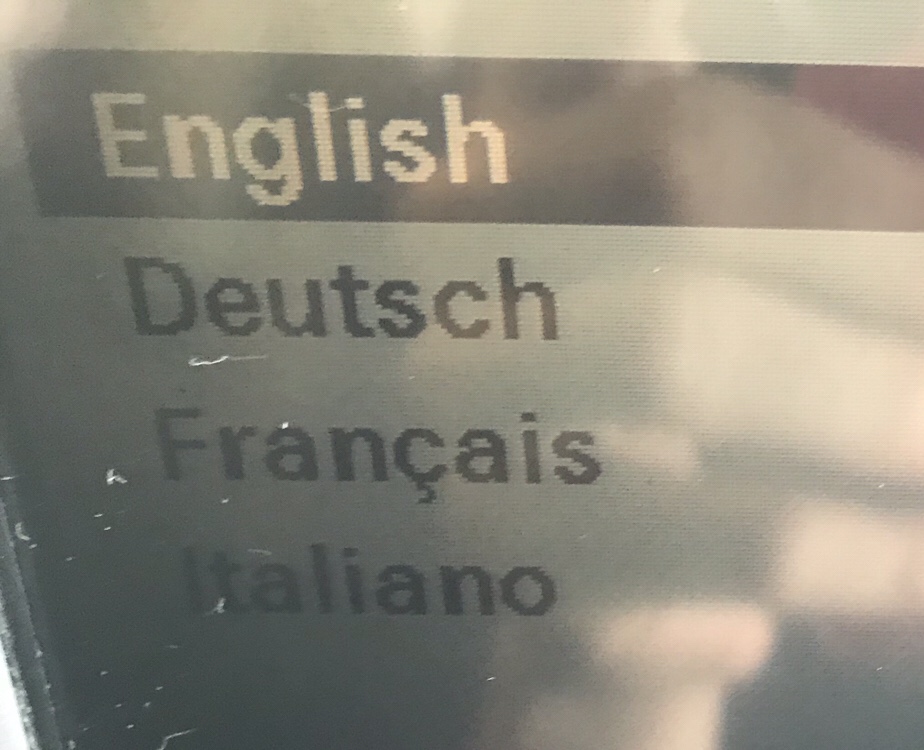 English
Deutsch
Français
Italiano